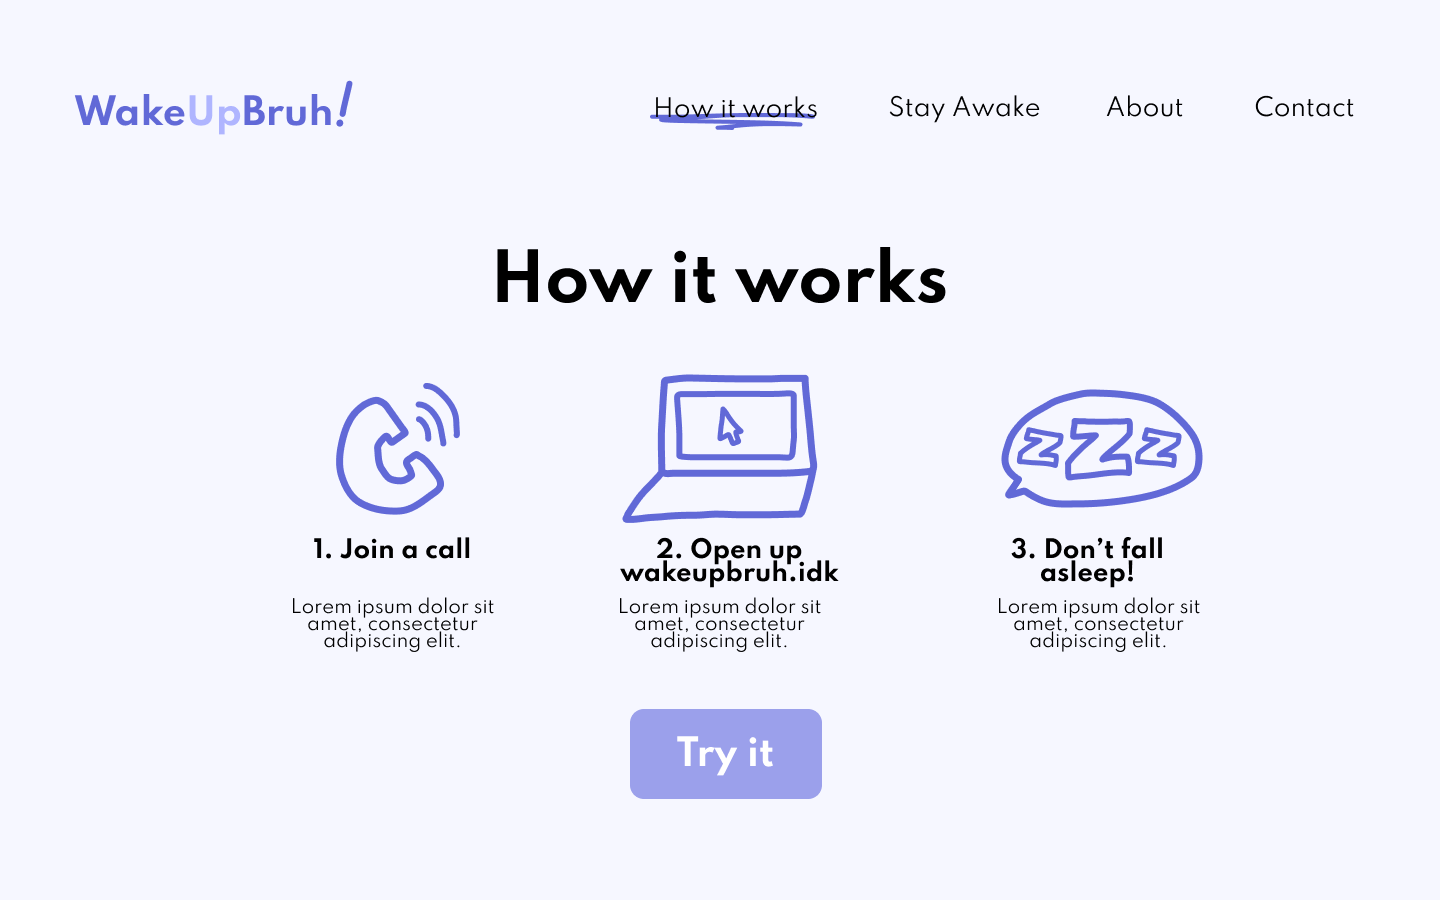 WakeUpBruh!
How it works
Stay Awake
About
Contact
How it works
zZz
1. Join a call
Lorem ipsum dolor sit
amet, consectetur
adipiscing elit.
2. Open up
wakeupbruh.idk
Lorem ipsum dolor sit
amet, consectetur
adipiscing elit.
3. Don’t fall
asleep!
Lorem ipsum dolor sit
amet, consectetur
adipiscing elit.
Try it